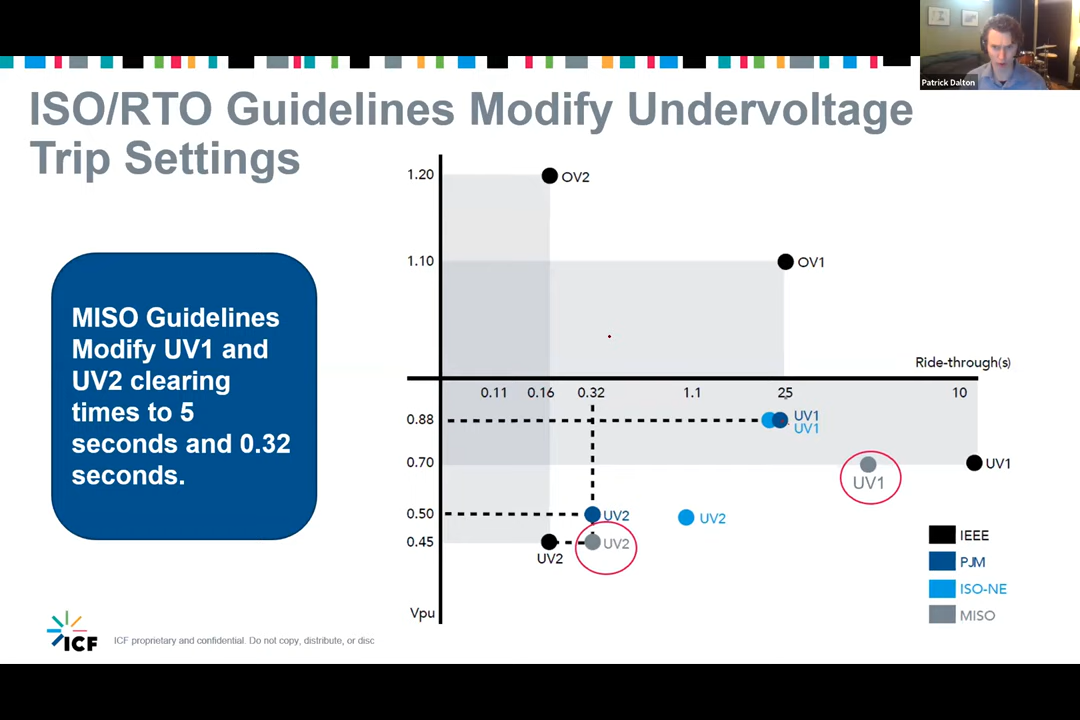 Patrick Dalton
ISO/RTO Guidelines Modify Undervoltage
Trip Settings
MISO Guidelines
Modify UV1 and
UV2 clearing
times to 5
seconds and 0.32
seconds.
1.20
OV2
1.10
OV1
Ride-through(s)
0.11
0.16
0.32
1.1
25
10
0.88
UV1
UV1
0.70
UV1
UV1
0.50
UV2
UV2
0.45
UV2
UV2
Vpu
IEEE
PJM
ISO-NE
MISO
ICF
ICF proprietary and confidential. Do not copy, distribute, or disc